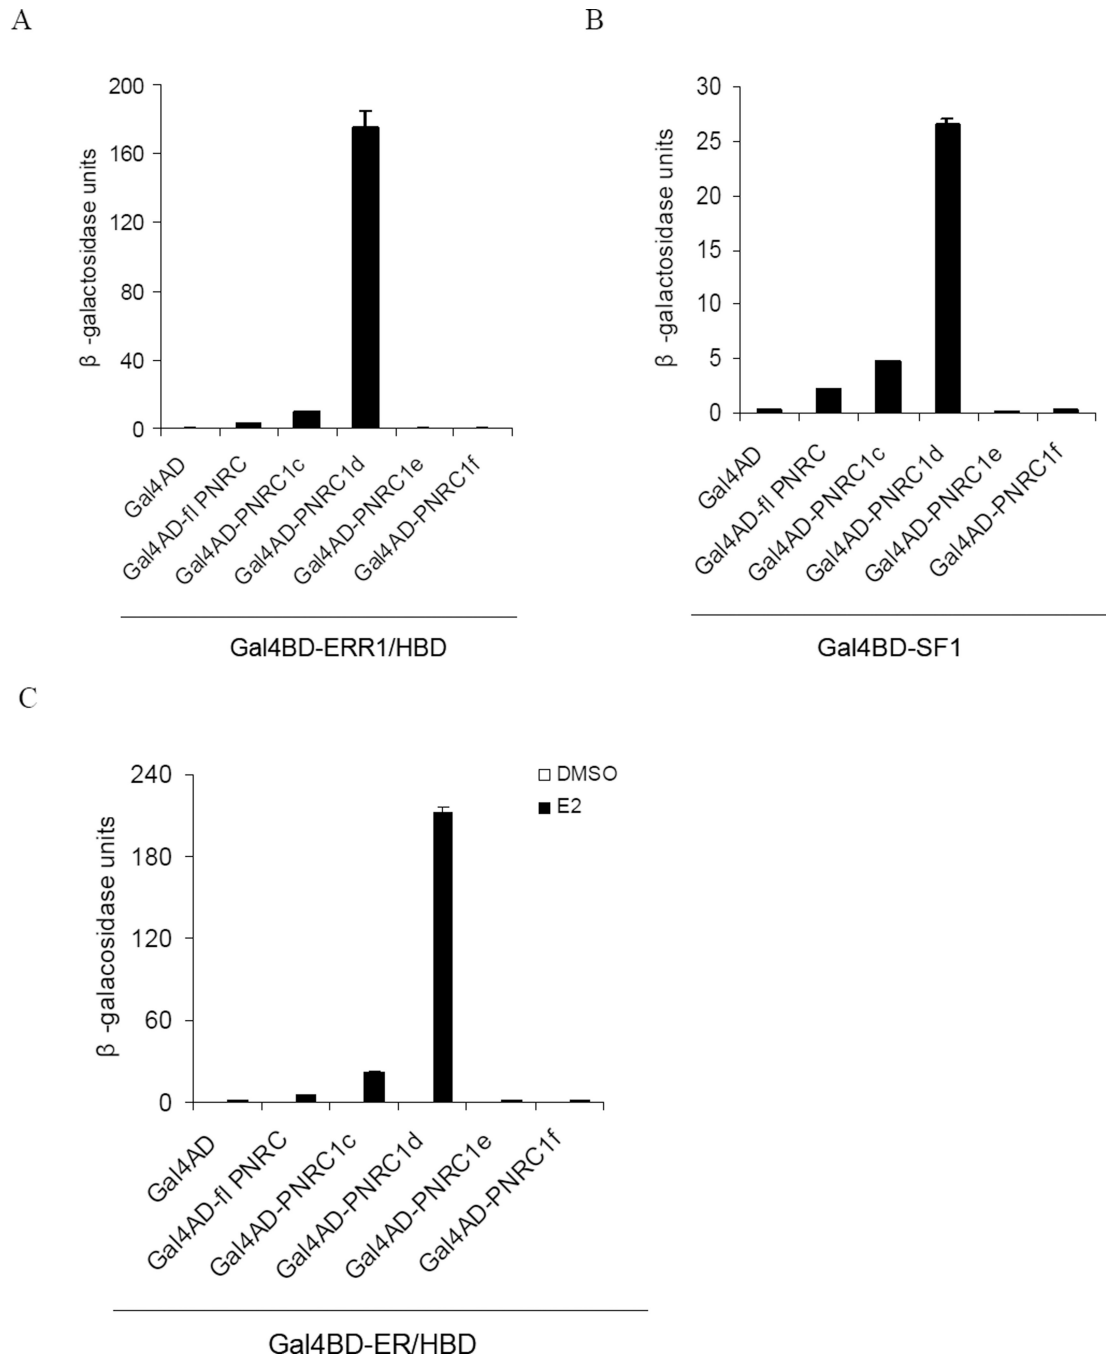 A
β -galactosidase units
200
160
120
80
40
0
Gal4AD
Gal4AD-fl PNRC
Gal4AD-PNRC1c
Gal4AD-PNRC1d
Gal4AD-PNRC1e
Gal4AD-PNRC1f
Gal4BD-ERR1/HBD
B
β -galactosidase units
30
25
20
15
10
5
0
Gal4AD
Gal4AD-fl PNRC
Gal4AD-PNRC1c
Gal4AD-PNRC1d
Gal4AD-PNRC1e
Gal4AD-PNRC1f
Gal4BD-SF1
C
β -galacosidase units
240
180
120
60
0
DMSO
E2
Gal4AD
Gal4AD-fl PNRC
Gal4AD-PNRC1c
Gal4AD-PNRC1d
Gal4AD-PNRC1e
Gal4AD-PNRC1f
Gal4BD-ER/HBD